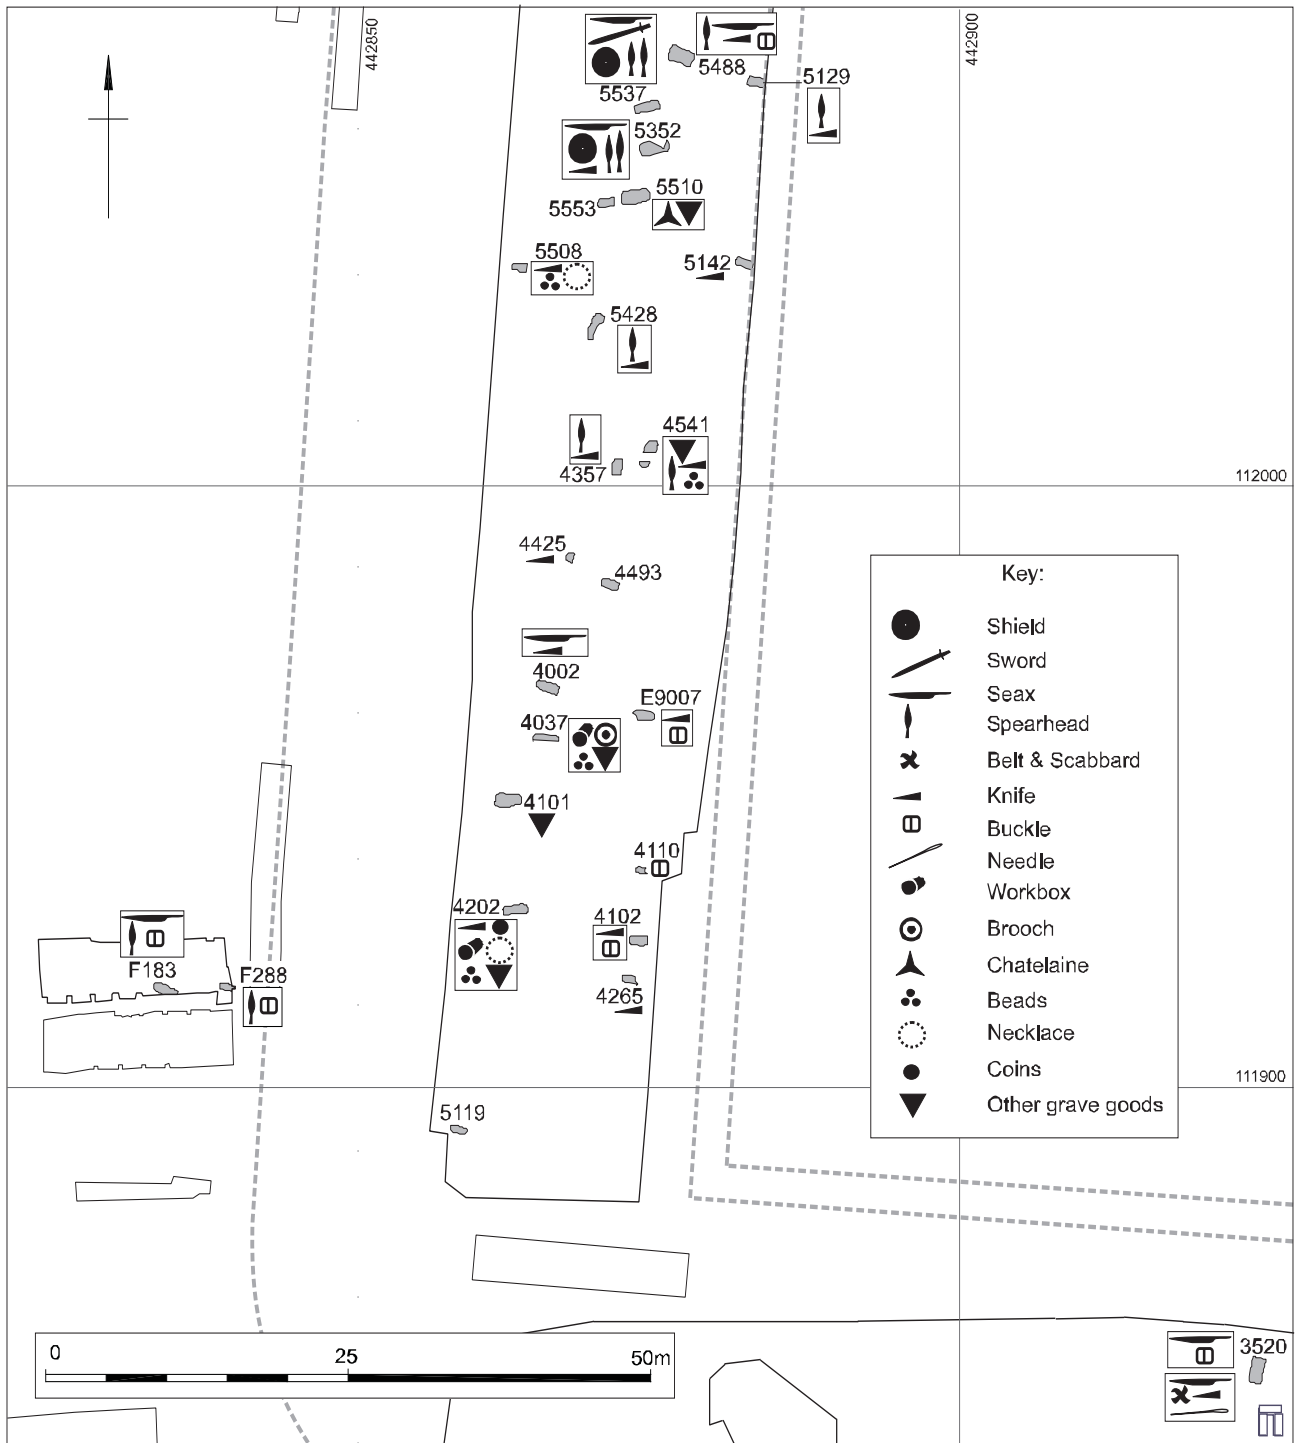 442850
442900
5488
5129
5537
5352
5510
5553
5508
5142
5428
4541
4357
112000
4425
4493
Key:
Shield
Sword
Seax
Spearhead
Belt & Scabbard
Knife
Buckle
Needle
Workbox
Brooch
Chatelaine
Beads
Necklace
Coins
Other grave goods
4002
E9007
4037
4101
4110
4202
4102
F183
F288
4265
111900
5119
0
25
50m
3520